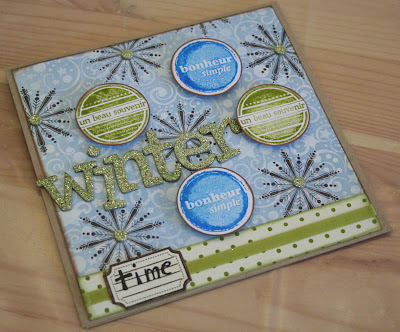 bonheur
simple
un beau souvenir
un beau souvenir
winter
bonheur
simple
time